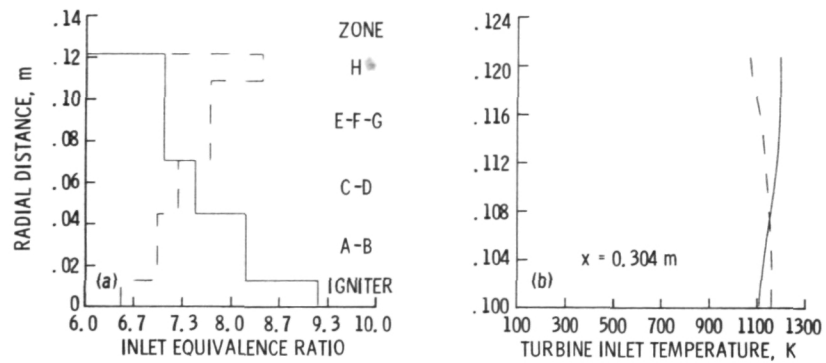 .14
.12
.10
.08
.06
.04
.02
0
RADIAL DISTANCE, m
ZONE
H
E-F-G
C-D
A-B
IGNITER
(a)
6.0 6.7 7.3 8.0 8.7 9.3 10.0
INLET EQUIVALENCE RATIO
.124
.120
.116
.112
.108
.104
.100
x = 0.304 m
(b)
100 300 500 700 900 1100 1300
TURBINE INLET TEMPERATURE, K